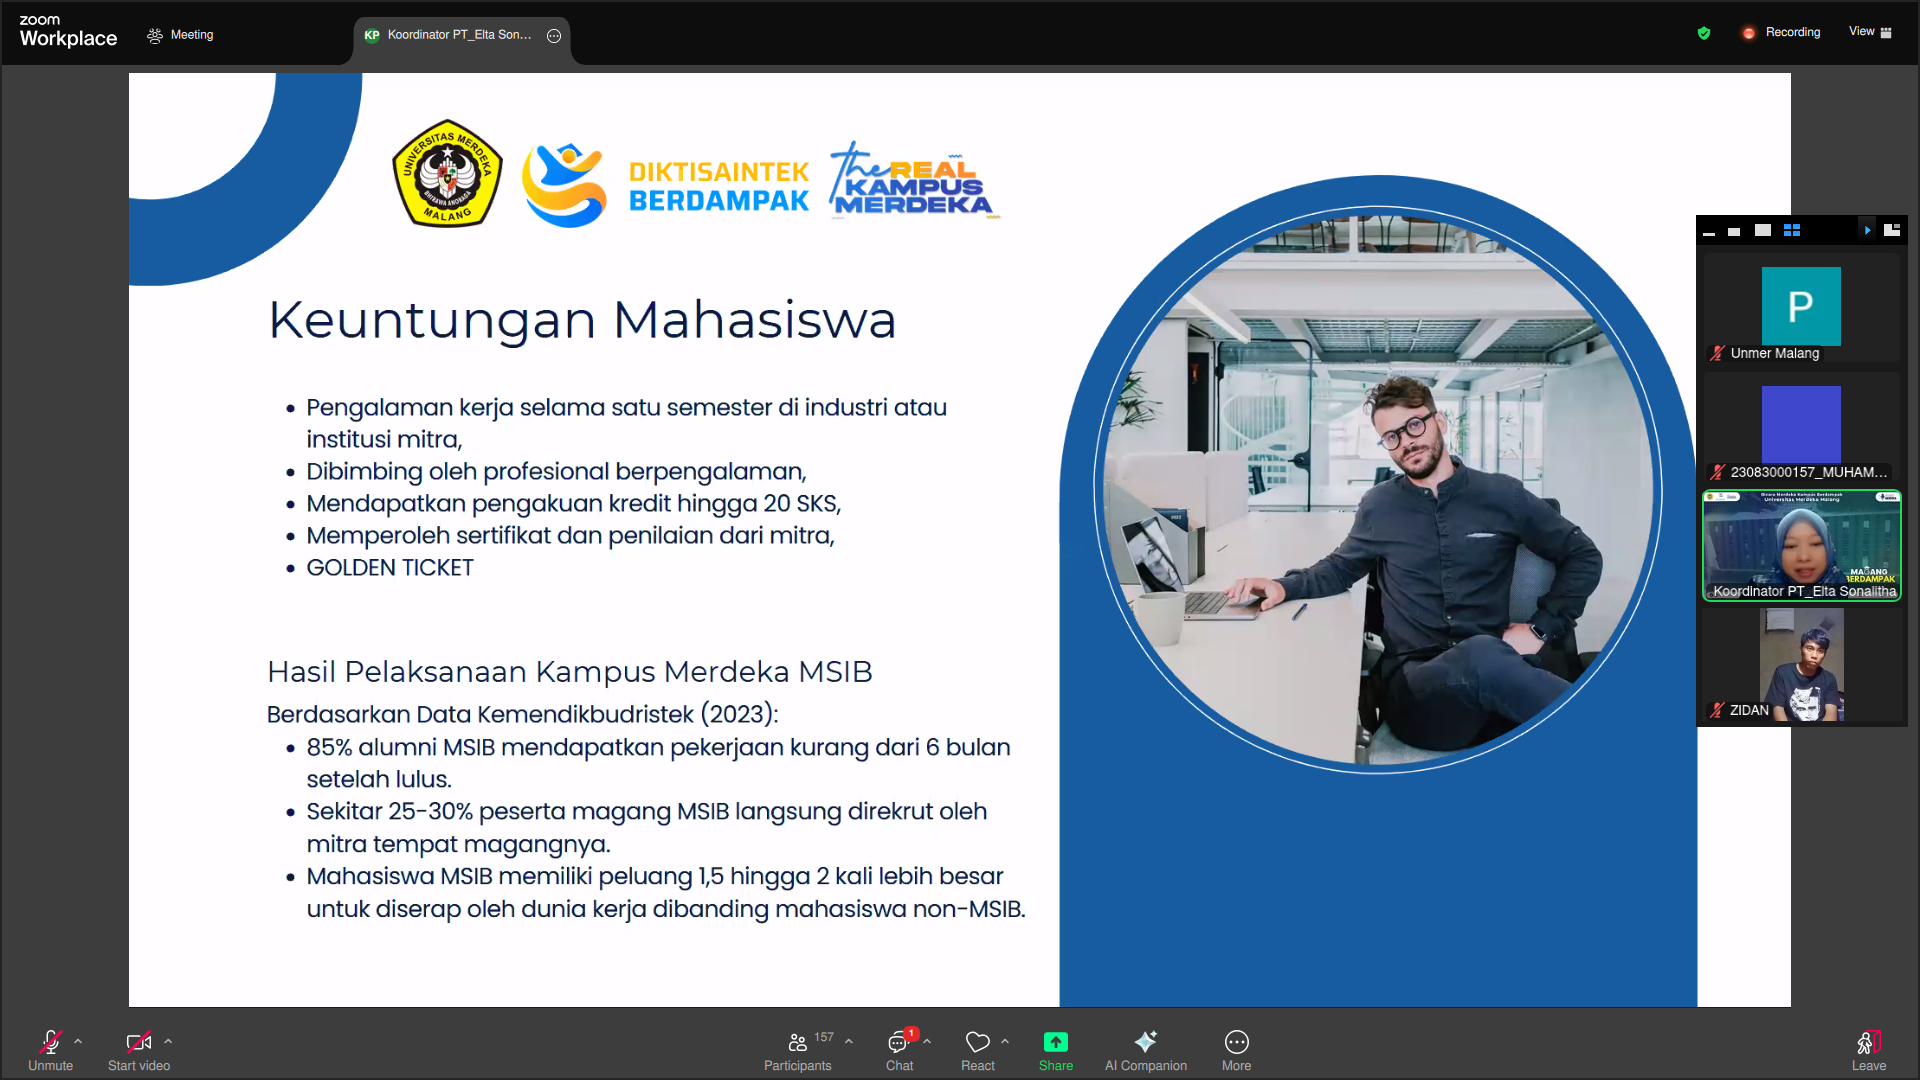 zoom
Workplace
Meeting
KP
Koordinator PT_Elta Son...
Recording
View
UNIVERSITAS MERDEKA
MALANG
DIKTISAINTEK
BERDAMPAK
the REAL
KAMPUS
MERDEKA
Keuntungan Mahasiswa
• Pengalaman kerja selama satu semester di industri atau
institusi mitra,
• Dibimbing oleh profesional berpengalaman,
• Mendapatkan pengakuan kredit hingga 20 SKS,
• Memperoleh sertifikat dan penilaian dari mitra,
• GOLDEN TICKET
Hasil Pelaksanaan Kampus Merdeka MSIB
Berdasarkan Data Kemendikbudristek (2023):
• 85% alumni MSIB mendapatkan pekerjaan kurang dari 6 bulan
setelah lulus.
• Sekitar 25-30% peserta magang MSIB langsung direkrut oleh
mitra tempat magangnya.
• Mahasiswa MSIB memiliki peluang 1,5 hingga 2 kali lebih besar
untuk diserap oleh dunia kerja dibanding mahasiswa non-MSIB.
P
Unmer Malang
23083000157_MUHAM...
Universitas Merdeka Malang
MAGANG
BERDAMPAK
Koordinator PT_Elta Sonalitha
ZIDAN
Unmute
Start video
157
Participants
1
Chat
React
Share
AI Companion
More
Leave